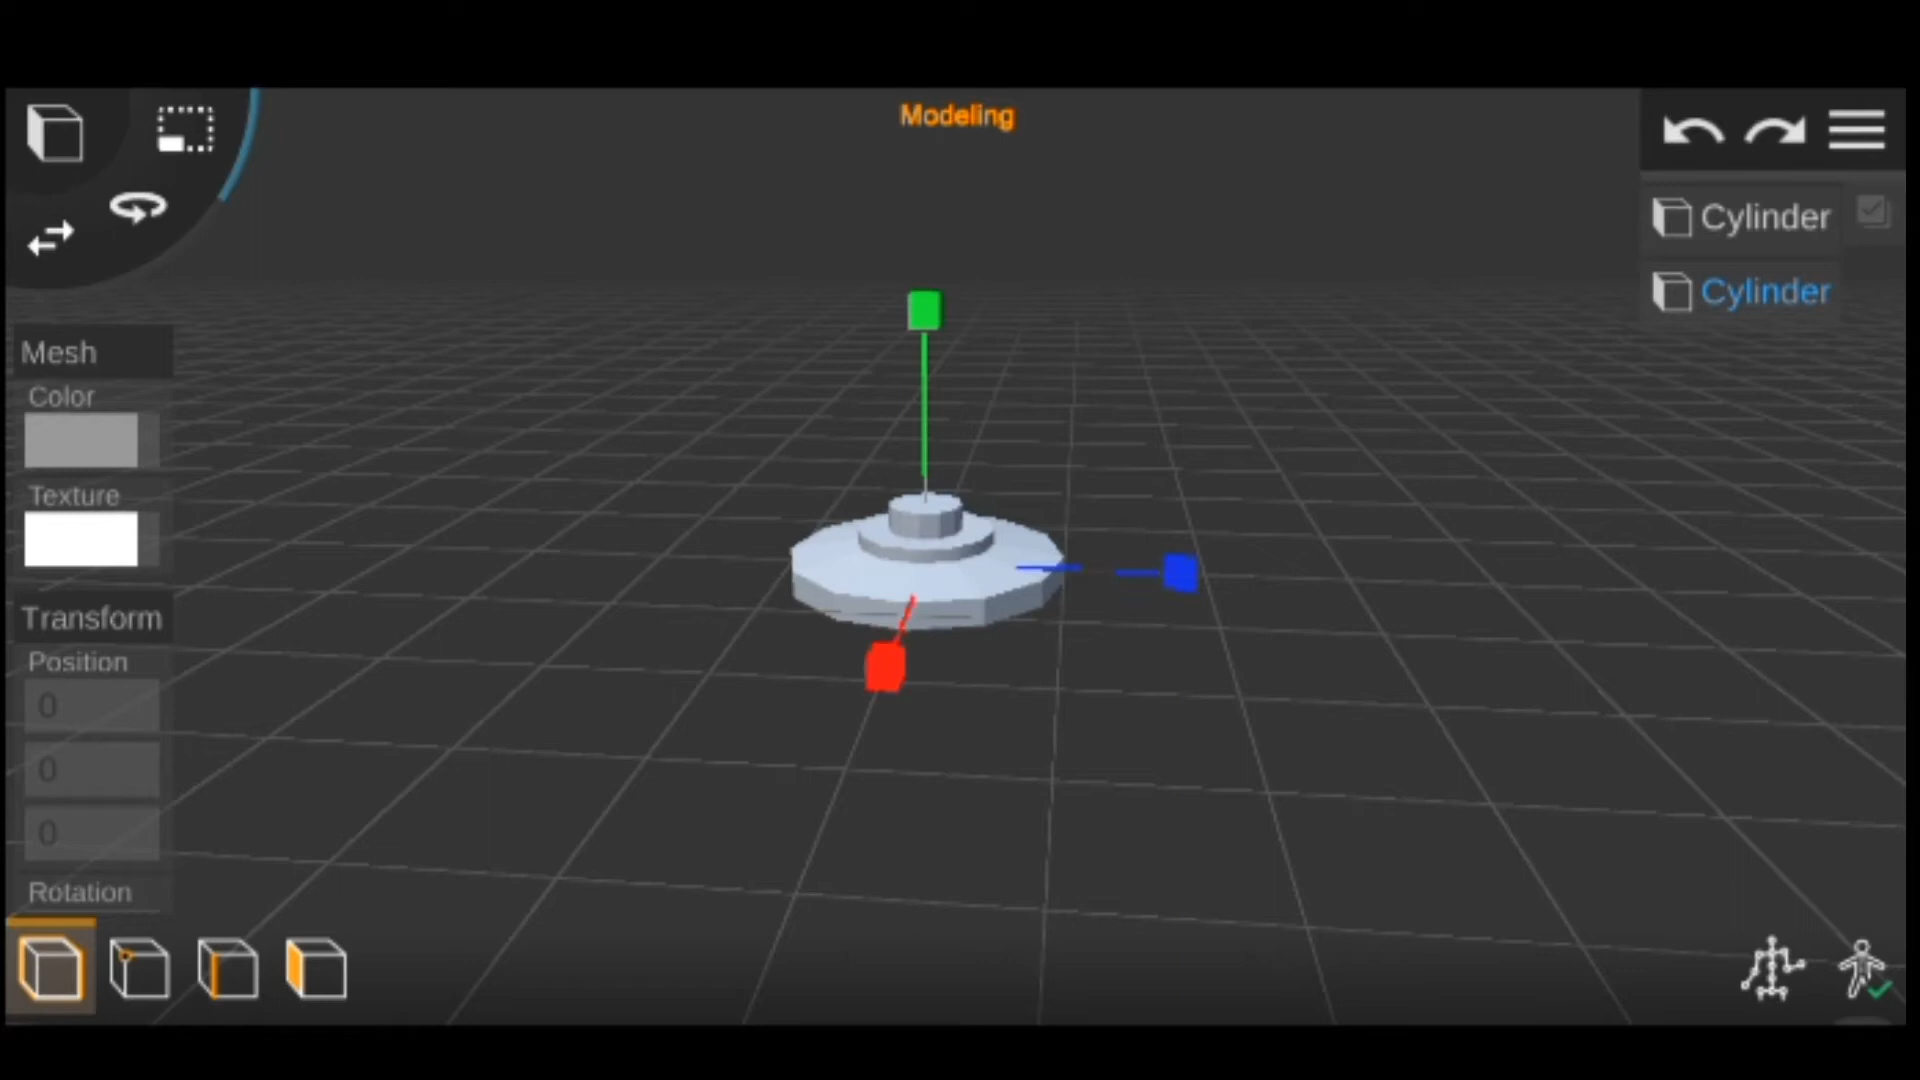 Modeling
Cylinder
Cylinder
Mesh
Color
Texture
Transform
Position
0
0
0
Rotation